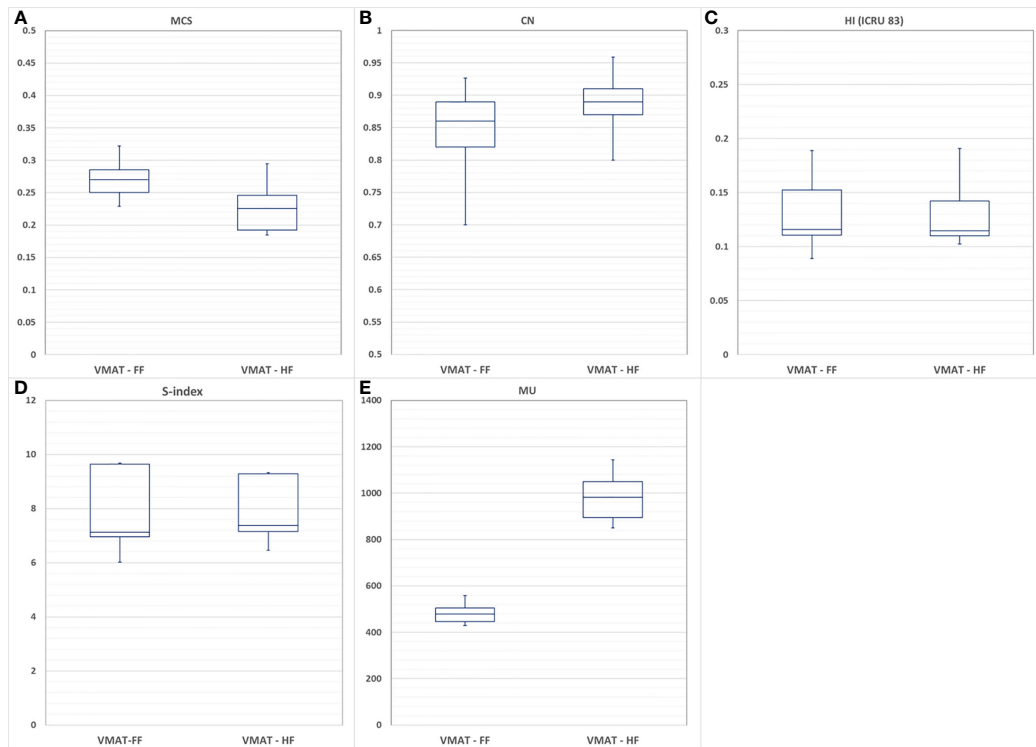 A
MCS
0.5
0.45
0.4
0.35
0.3
0.25
0.2
0.15
0.1
0.05
0
VMAT - FF
VMAT - HF
B
CN
1
0.95
0.9
0.85
0.8
0.75
0.7
0.65
0.6
0.55
0.5
VMAT - FF
VMAT - HF
C
HI (ICRU 83)
0.3
0.25
0.2
0.15
0.1
0.05
0
VMAT - FF
VMAT - HF
D
S-index
12
10
8
6
4
2
0
VMAT-FF
VMAT - HF
E
MU
1400
1200
1000
800
600
400
200
0
VMAT - FF
VMAT - HF